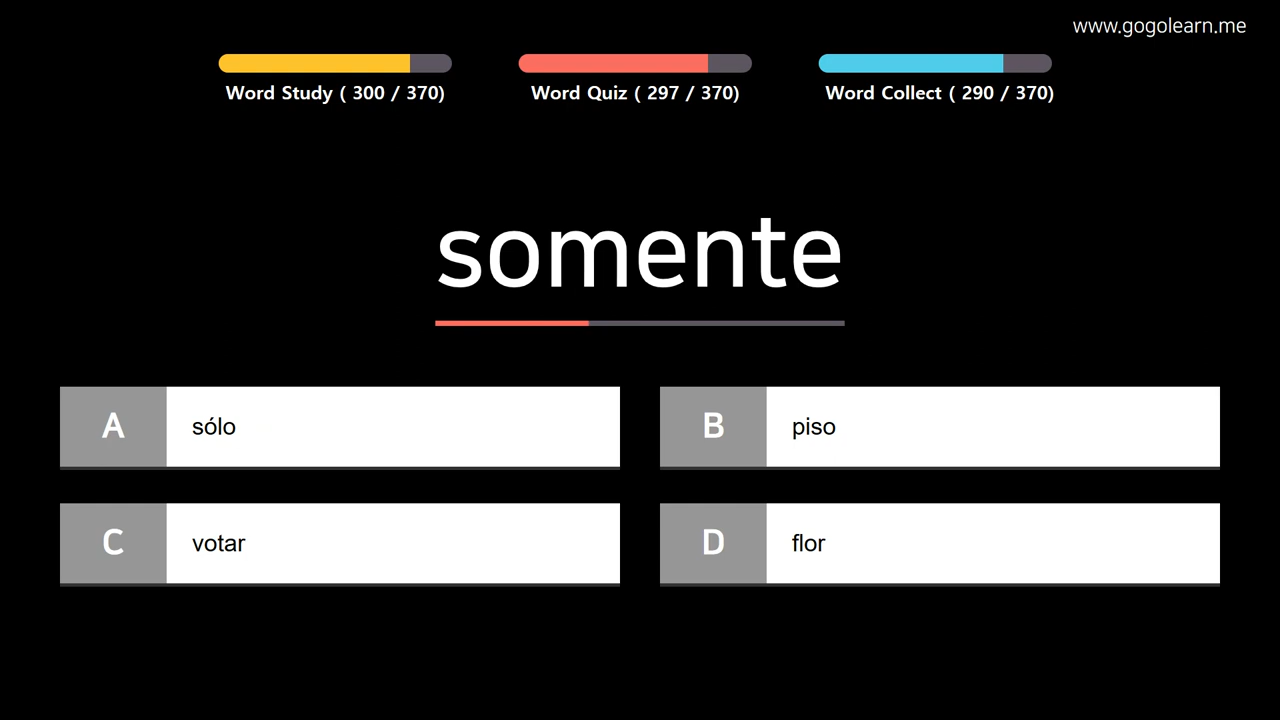 www.gogolearn.me
Word Study ( 300 / 370)
Word Quiz ( 297 / 370)
Word Collect ( 290 / 370)
somente
A sólo
B piso
C votar
D flor